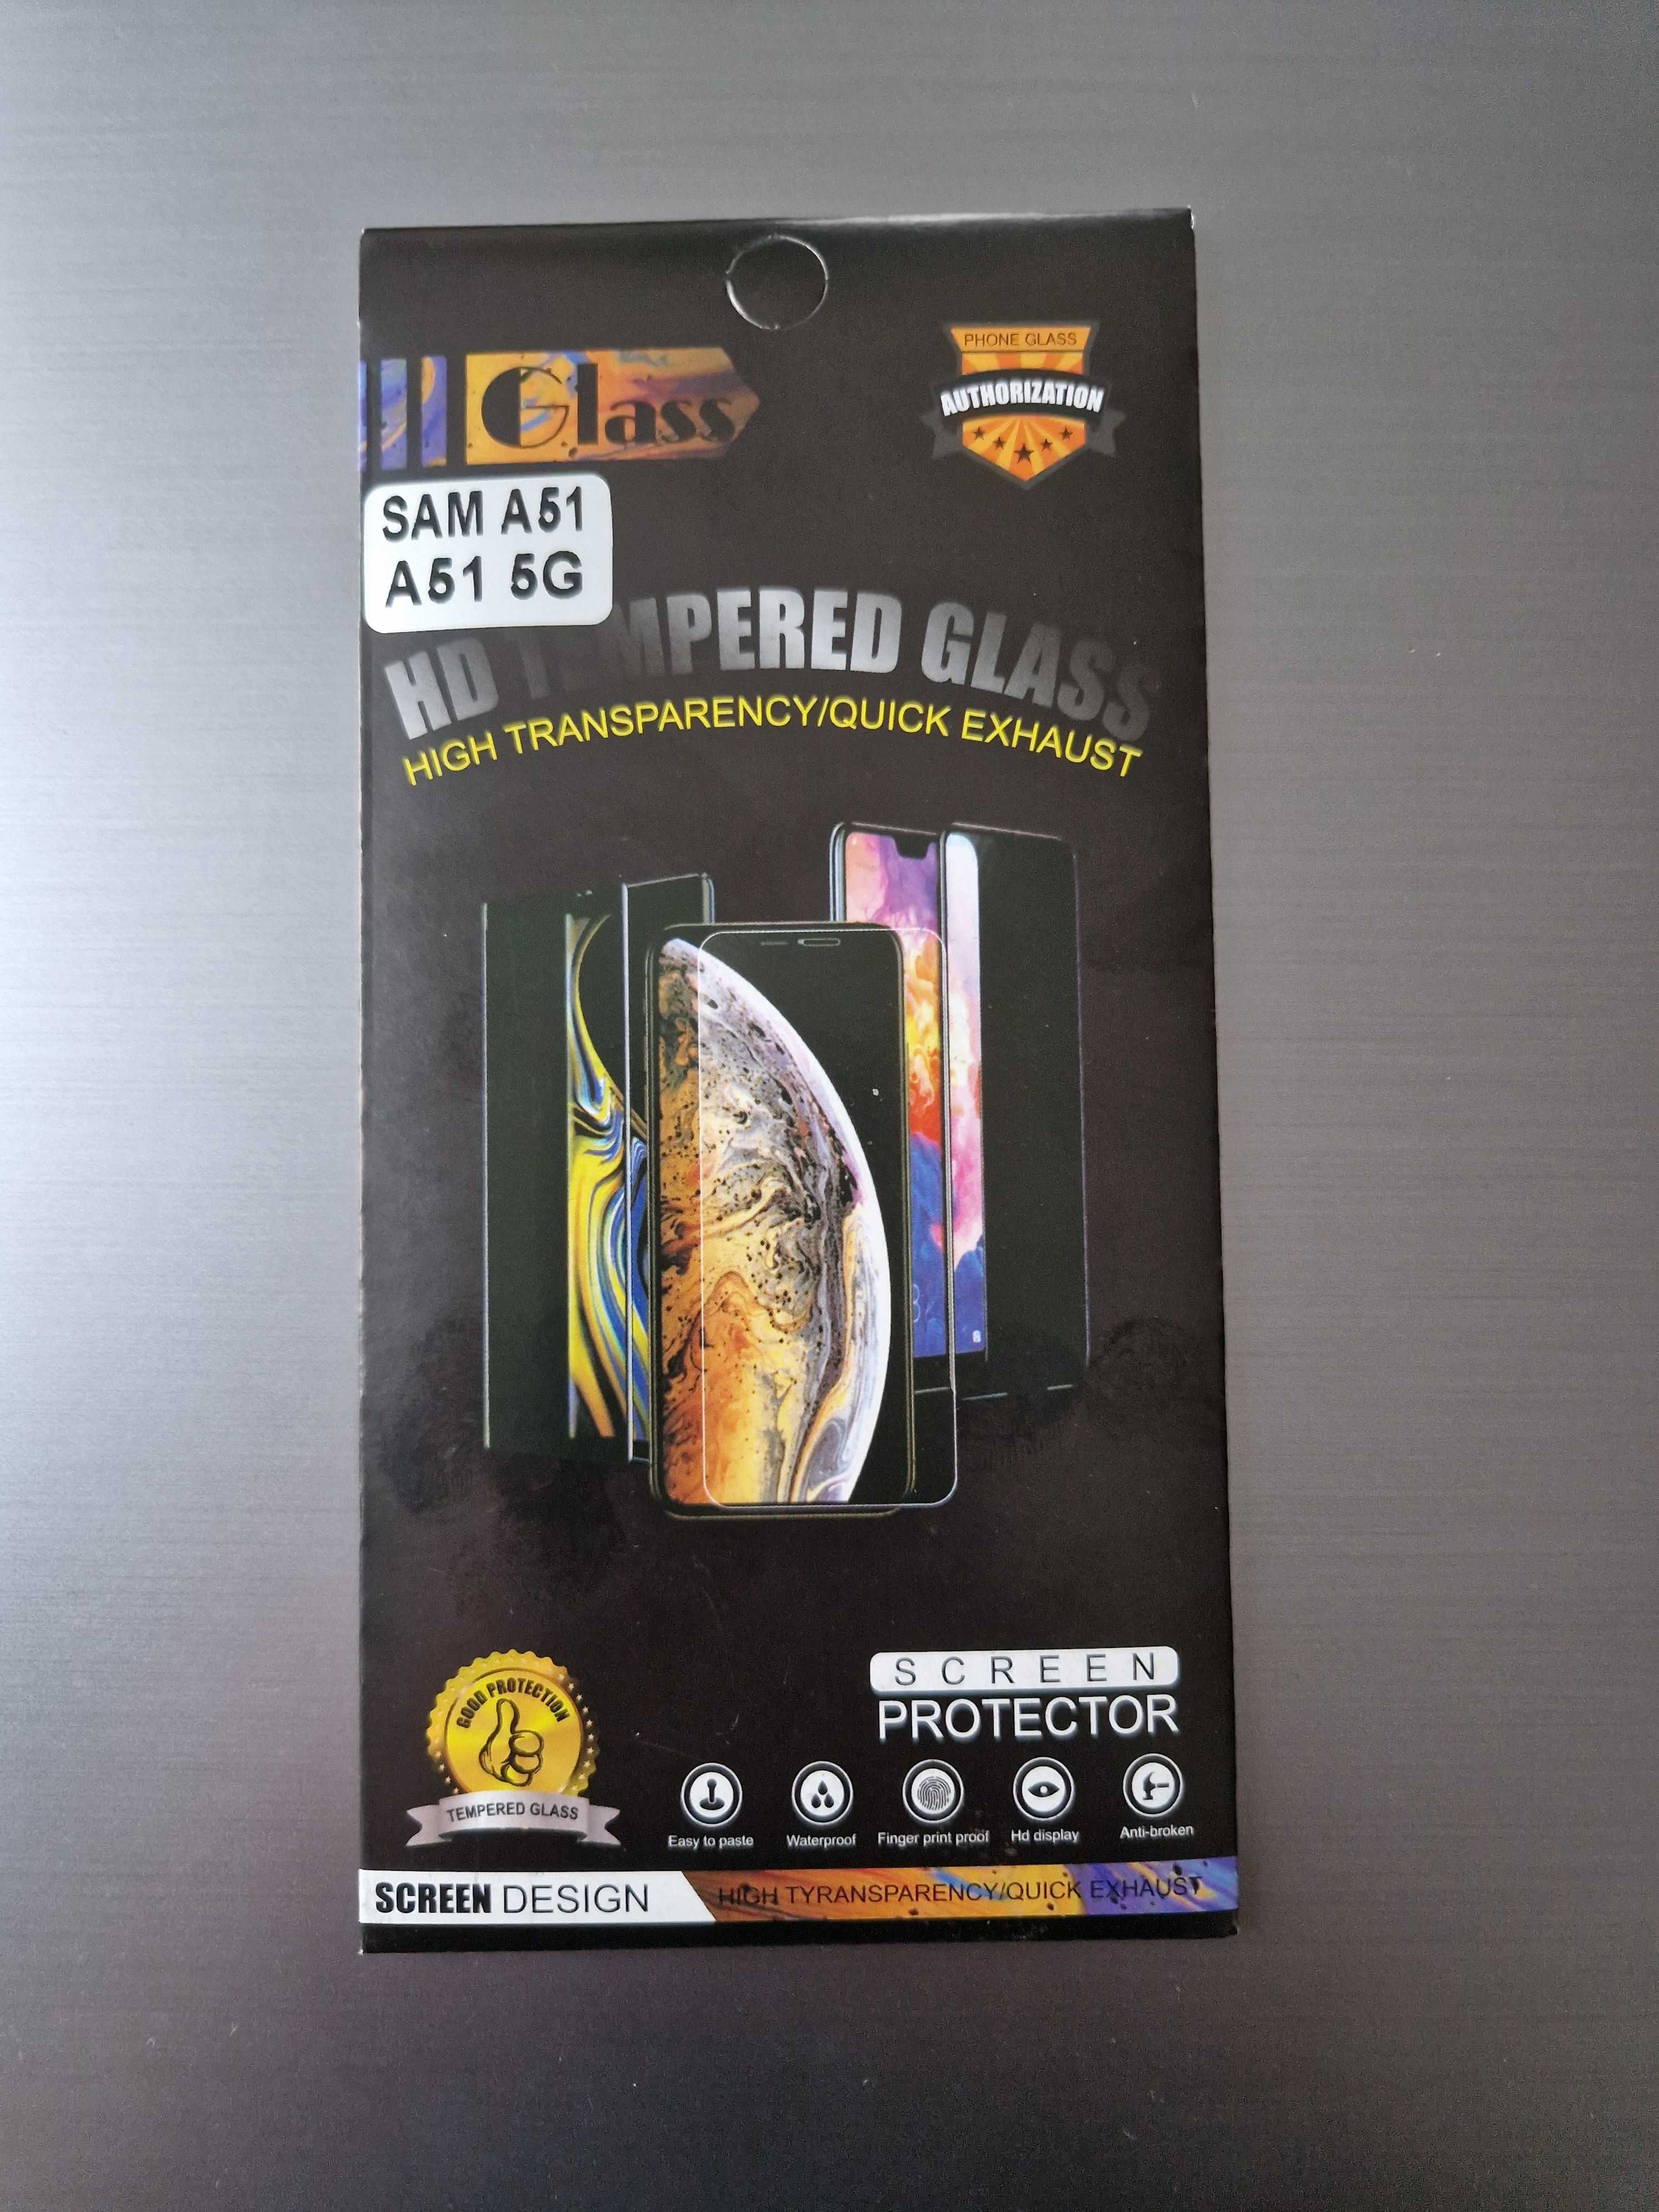 Glass
PHONE GLASS
AUTHORIZATION
SAM A51
A51 5G
HD TEMPERED GLASS
HIGH TRANSPARENCY/QUICK EXHAUST
GOOD PROTECTION
TEMPERED GLASS
SCREEN
PROTECTOR
Easy to paste
Waterproof
Finger print proof
Hd display
Anti-broken
SCREEN DESIGN
HIGH TYRANSPARENCY/QUICK EXHAUST